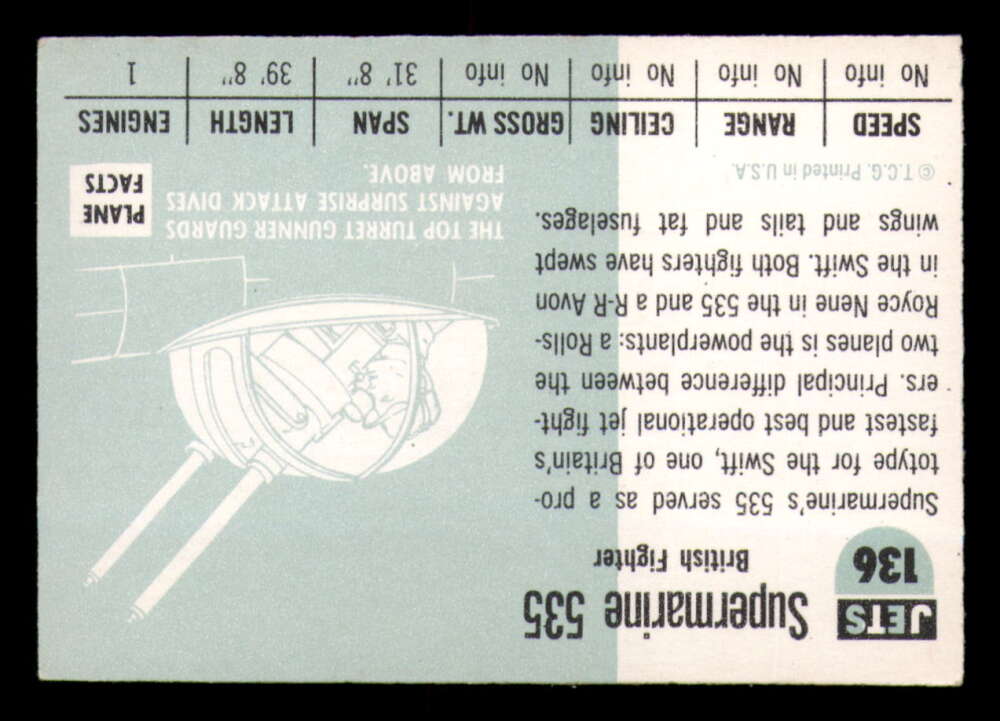 JETS
136
Supermarine 535
British Fighter
Supermarine's 535 served as a pro-
totype for the Swift, one of Britain's
fastest and best operational jet fight-
ers. Principal difference between the
two planes is the powerplants: a Rolls-
Royce Nene in the 535 and a R-R Avon
in the Swift. Both fighters have swept
wings and tails and fat fuselages.
© T.C.G. Printed in U.S.A.
THE TOP TURRET GUNNER GUARDS
AGAINST SURPRISE ATTACK DIVES
FROM ABOVE.
PLANE
FACTS
SPEED RANGE CEILING GROSS WT. SPAN LENGTH ENGINES
No info No info No info No info 31' 8" 39' 8" 1